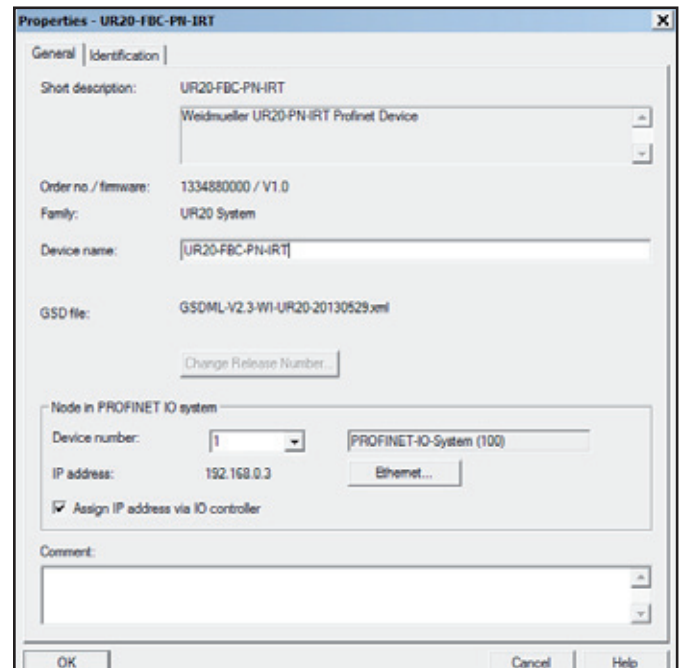 Properties - UR20-FBC-PN-IRT
General Identification
Short description: UR20-FBC-PN-IRT
Weidmueller UR20-PN-IRT Profinet Device
Order no./ firmware: 1334880000 / V1.0
Family: UR20 System
Device name: UR20-FBC-PN-IRT
GSD file: GSDML-V2.3-WI-UR20-20130529.xml
Change Release Number...
Node in PROFINET IO system
Device number: 1 PROFINET-IO-System (100)
IP address: 192.168.0.3 Ethernet...
Assign IP address via IO controller
Comment:
OK Cancel Help